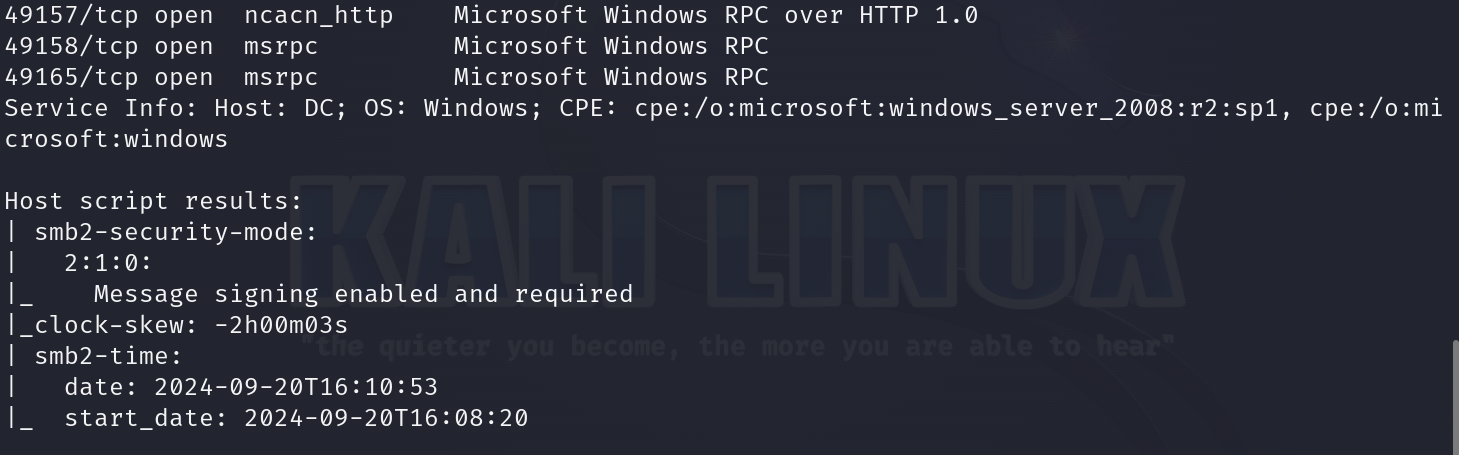 49157/tcp open  ncacn_http    Microsoft Windows RPC over HTTP 1.0
49158/tcp open  msrpc         Microsoft Windows RPC
49165/tcp open  msrpc         Microsoft Windows RPC
Service Info: Host: DC; OS: Windows; CPE: cpe:/o:microsoft:windows_server_2008:r2:sp1, cpe:/o:mi
crosoft:windows

Host script results:
| smb2-security-mode:
|   2:1:0:
|_    Message signing enabled and required
|_clock-skew: -2h00m03s
| smb2-time:
|   date: 2024-09-20T16:10:53
|_  start_date: 2024-09-20T16:08:20
KALI LINUX
"the quieter you become, the more you are able to hear"